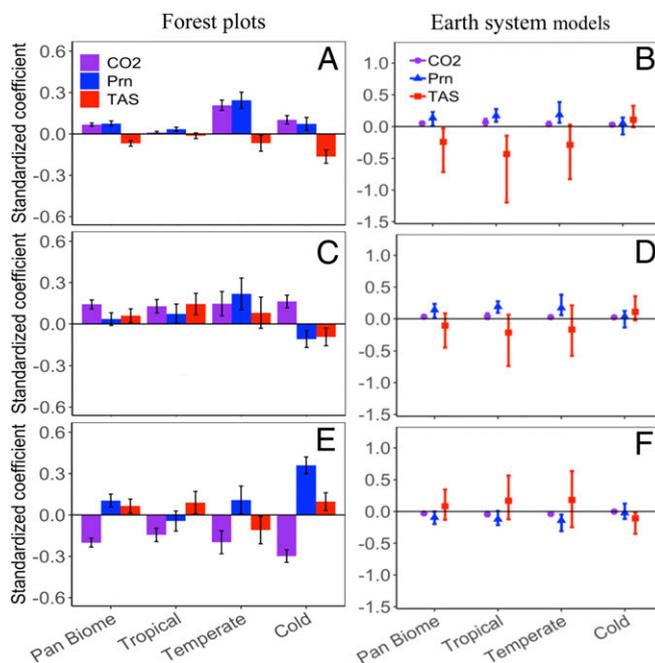 Forest plots
Earth system models
Standardized coefficient
0.6
0.3
0.0
-0.3
-0.6
CO2
Prn
TAS
A
Standardized coefficient
1.0
0.5
0.0
-0.5
-1.0
-1.5
CO2
Prn
TAS
B
Standardized coefficient
0.6
0.3
0.0
-0.3
-0.6
C
1.0
0.5
0.0
-0.5
-1.0
-1.5
D
Standardized coefficient
0.6
0.3
0.0
-0.3
-0.6
E
1.0
0.5
0.0
-0.5
-1.0
-1.5
F
Pan Biome
Tropical
Temperate
Cold
Pan Biome
Tropical
Temperate
Cold